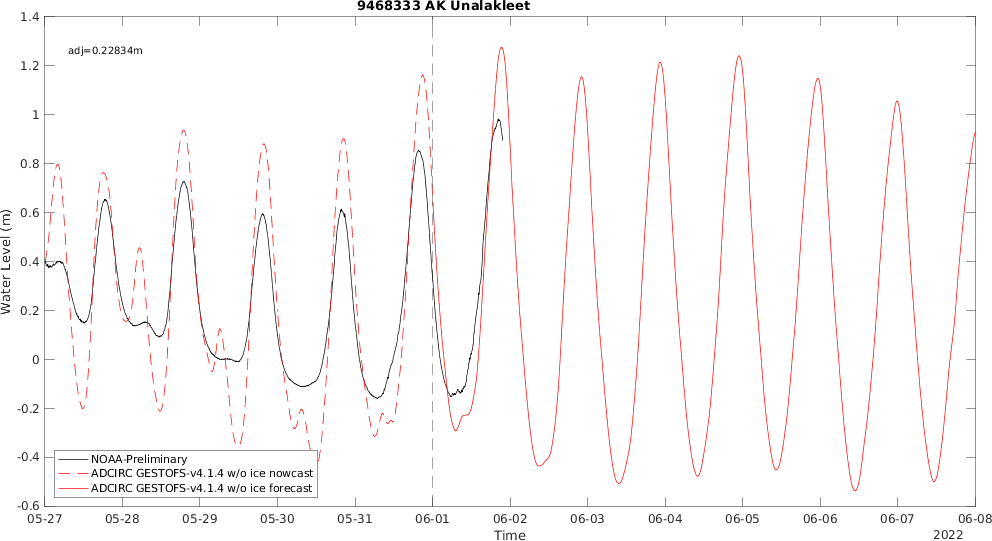 9468333 AK Unalakleet
adj=0.22834m
Water Level (m)
1.4
1.2
1
0.8
0.6
0.4
0.2
0
-0.2
-0.4
-0.6
NOAA-Preliminary
ADCIRC GESTOFS-v4.1.4 w/o ice nowcast
ADCIRC GESTOFS-v4.1.4 w/o ice forecast
05-27 05-28 05-29 05-30 05-31 06-01 06-02 06-03 06-04 06-05 06-06 06-07 06-08
Time
2022